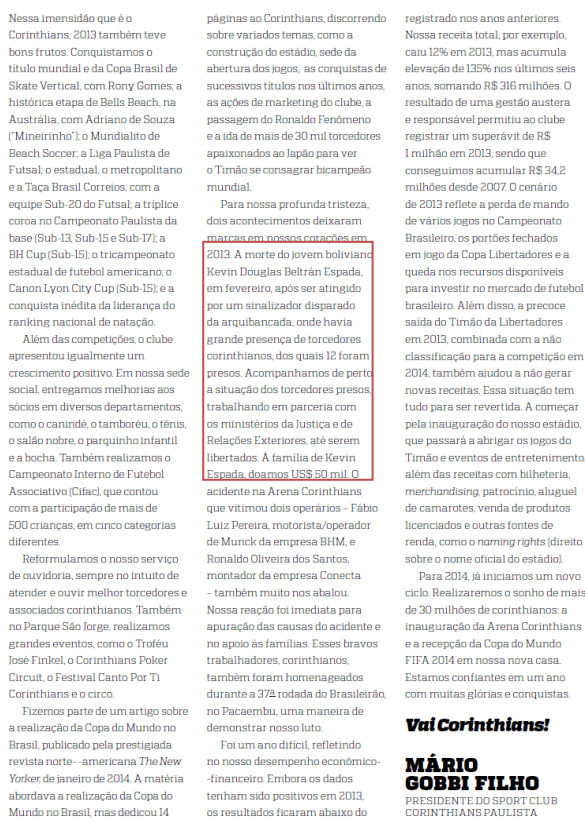 Nessa imensidão que é o
Corinthians, 2013 também teve
bons frutos. Conquistamos o
título mundial e da Copa Brasil de
Skate Vertical, com Rony Gomes; a
histórica etapa de Bells Beach, na
Austrália, com Adriano de Souza
("Mineirinho"); o Mundialito de
Beach Soccer; a Liga Paulista de
Futsal; o estadual, o metropolitano
e a Taça Brasil Correios, com a
equipe Sub-20 do Futsal; a tríplice
coroa no Campeonato Paulista da
base (Sub-13, Sub-15 e Sub-17); a
BH Cup (Sub-15); o tricampeonato
estadual de futebol americano; o
Canon Lyon City Cup (Sub-15); e a
conquista inédita da liderança do
ranking nacional de natação.
Além das competições, o clube
apresentou igualmente um
crescimento positivo. Em nossa sede
social, entregamos melhorias aos
sócios em diversos departamentos,
como o canindé, o tamboréu, o tênis,
o salão nobre, o parquinho infantil
e a bocha. Também realizamos o
Campeonato Interno de Futebol
Associativo (Cifac), que contou
com a participação de mais de
500 crianças, em cinco categorias
diferentes.
Reformulamos o nosso serviço
de ouvidoria, sempre no intuito de
atender e ouvir melhor torcedores e
associados corinthianos. Também
no Parque São Jorge, realizamos
grandes eventos, como o Troféu
José Finkel, o Corinthians Poker
Circuit, o Festival Canto Por Ti
Corinthians e o circo.
Fizemos parte de um artigo sobre
a realização da Copa do Mundo no
Brasil, publicado pela prestigiada
revista norte- -americana The New
Yorker, de janeiro de 2014. A matéria
abordava a realização da Copa do
Mundo no Brasil, mas dedicou 14
páginas ao Corinthians, discorrendo
sobre variados temas, como a
construção do estádio, sede da
abertura dos jogos, as conquistas de
sucessivos títulos nos últimos anos,
as ações de marketing do clube, a
passagem do Ronaldo Fenômeno
e a ida de mais de 30 mil torcedores
apaixonados ao Japão para ver
o Timão se consagrar bicampeão
mundial.
Para nossa profunda tristeza,
dois acontecimentos deixaram
marcas em nossos corações em
2013. A morte do jovem boliviano
Kevin Douglas Beltrán Espada,
em fevereiro, após ser atingido
por um sinalizador disparado
da arquibancada, onde havia
grande presença de torcedores
corinthianos, dos quais 12 foram
presos. Acompanhamos de perto
a situação dos torcedores presos,
trabalhando em parceria com
os ministérios da Justiça e de
Relações Exteriores, até serem
libertados. À família de Kevin
Espada, doamos US$ 50 mil. O
acidente na Arena Corinthians
que vitimou dois operários – Fábio
Luiz Pereira, motorista/operador
de Munck da empresa BHM, e
Ronaldo Oliveira dos Santos,
montador da empresa Conecta
– também muito nos abalou.
Nossa reação foi imediata para
apuração das causas do acidente e
no apoio às famílias. Esses bravos
trabalhadores, corinthianos,
também foram homenageados
durante a 37ª rodada do Brasileirão,
no Pacaembu, uma maneira de
demonstrar nosso luto.
Foi um ano difícil, refletindo
no nosso desempenho econômico-
-financeiro. Embora os dados
tenham sido positivos em 2013,
os resultados ficaram abaixo do
registrado nos anos anteriores.
Nossa receita total, por exemplo,
caiu 12% em 2013, mas acumula
elevação de 135% nos últimos seis
anos, somando R$ 316 milhões. O
resultado de uma gestão austera
e responsável permitiu ao clube
registrar um superávit de R$
1 milhão em 2013, sendo que
conseguimos acumular R$ 34,2
milhões desde 2007. O cenário
de 2013 reflete a perda de mando
de vários jogos no Campeonato
Brasileiro, os portões fechados
em jogo da Copa Libertadores e a
queda nos recursos disponíveis
para investir no mercado de futebol
brasileiro. Além disso, a precoce
saída do Timão da Libertadores
em 2013, combinada com a não
classificação para a competição em
2014, também ajudou a não gerar
novas receitas. Essa situação tem
tudo para ser revertida. A começar
pela inauguração do nosso estádio,
que passará a abrigar os jogos do
Timão e eventos de entretenimento,
além das receitas com bilheteria,
merchandising, patrocínio, aluguel
de camarotes, venda de produtos
licenciados e outras fontes de
renda, como o naming rights (direito
sobre o nome oficial do estádio).
Para 2014, já iniciamos um novo
ciclo. Realizaremos o sonho de mais
de 30 milhões de corinthianos: a
inauguração da Arena Corinthians
e a recepção da Copa do Mundo
FIFA 2014 em nossa nova casa.
Estamos confiantes em um ano
com muitas glórias e conquistas.
Vai Corinthians!
MÁRIO
GOBBI FILHO
PRESIDENTE DO SPORT CLUB
CORINTHIANS PAULISTA